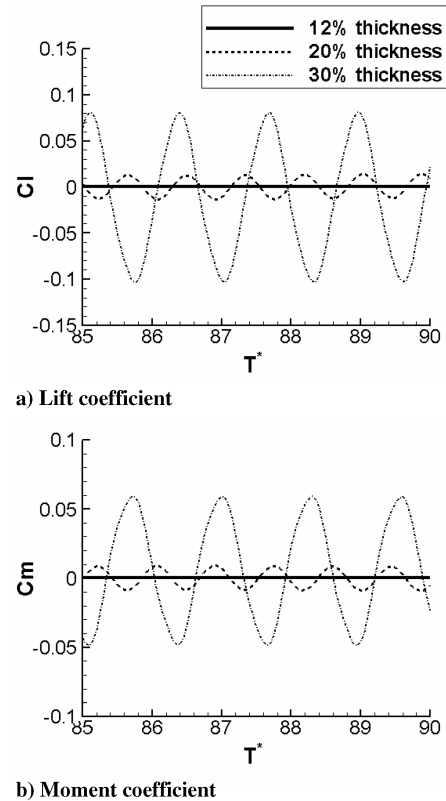 12% thickness
20% thickness
30% thickness
0.15
0.1
0.05
0
-0.05
-0.1
-0.15
Cl
85 86 87 88 89 90
T*
a) Lift coefficient
0.1
0.05
0
-0.05
-0.1
Cm
85 86 87 88 89 90
T*
b) Moment coefficient